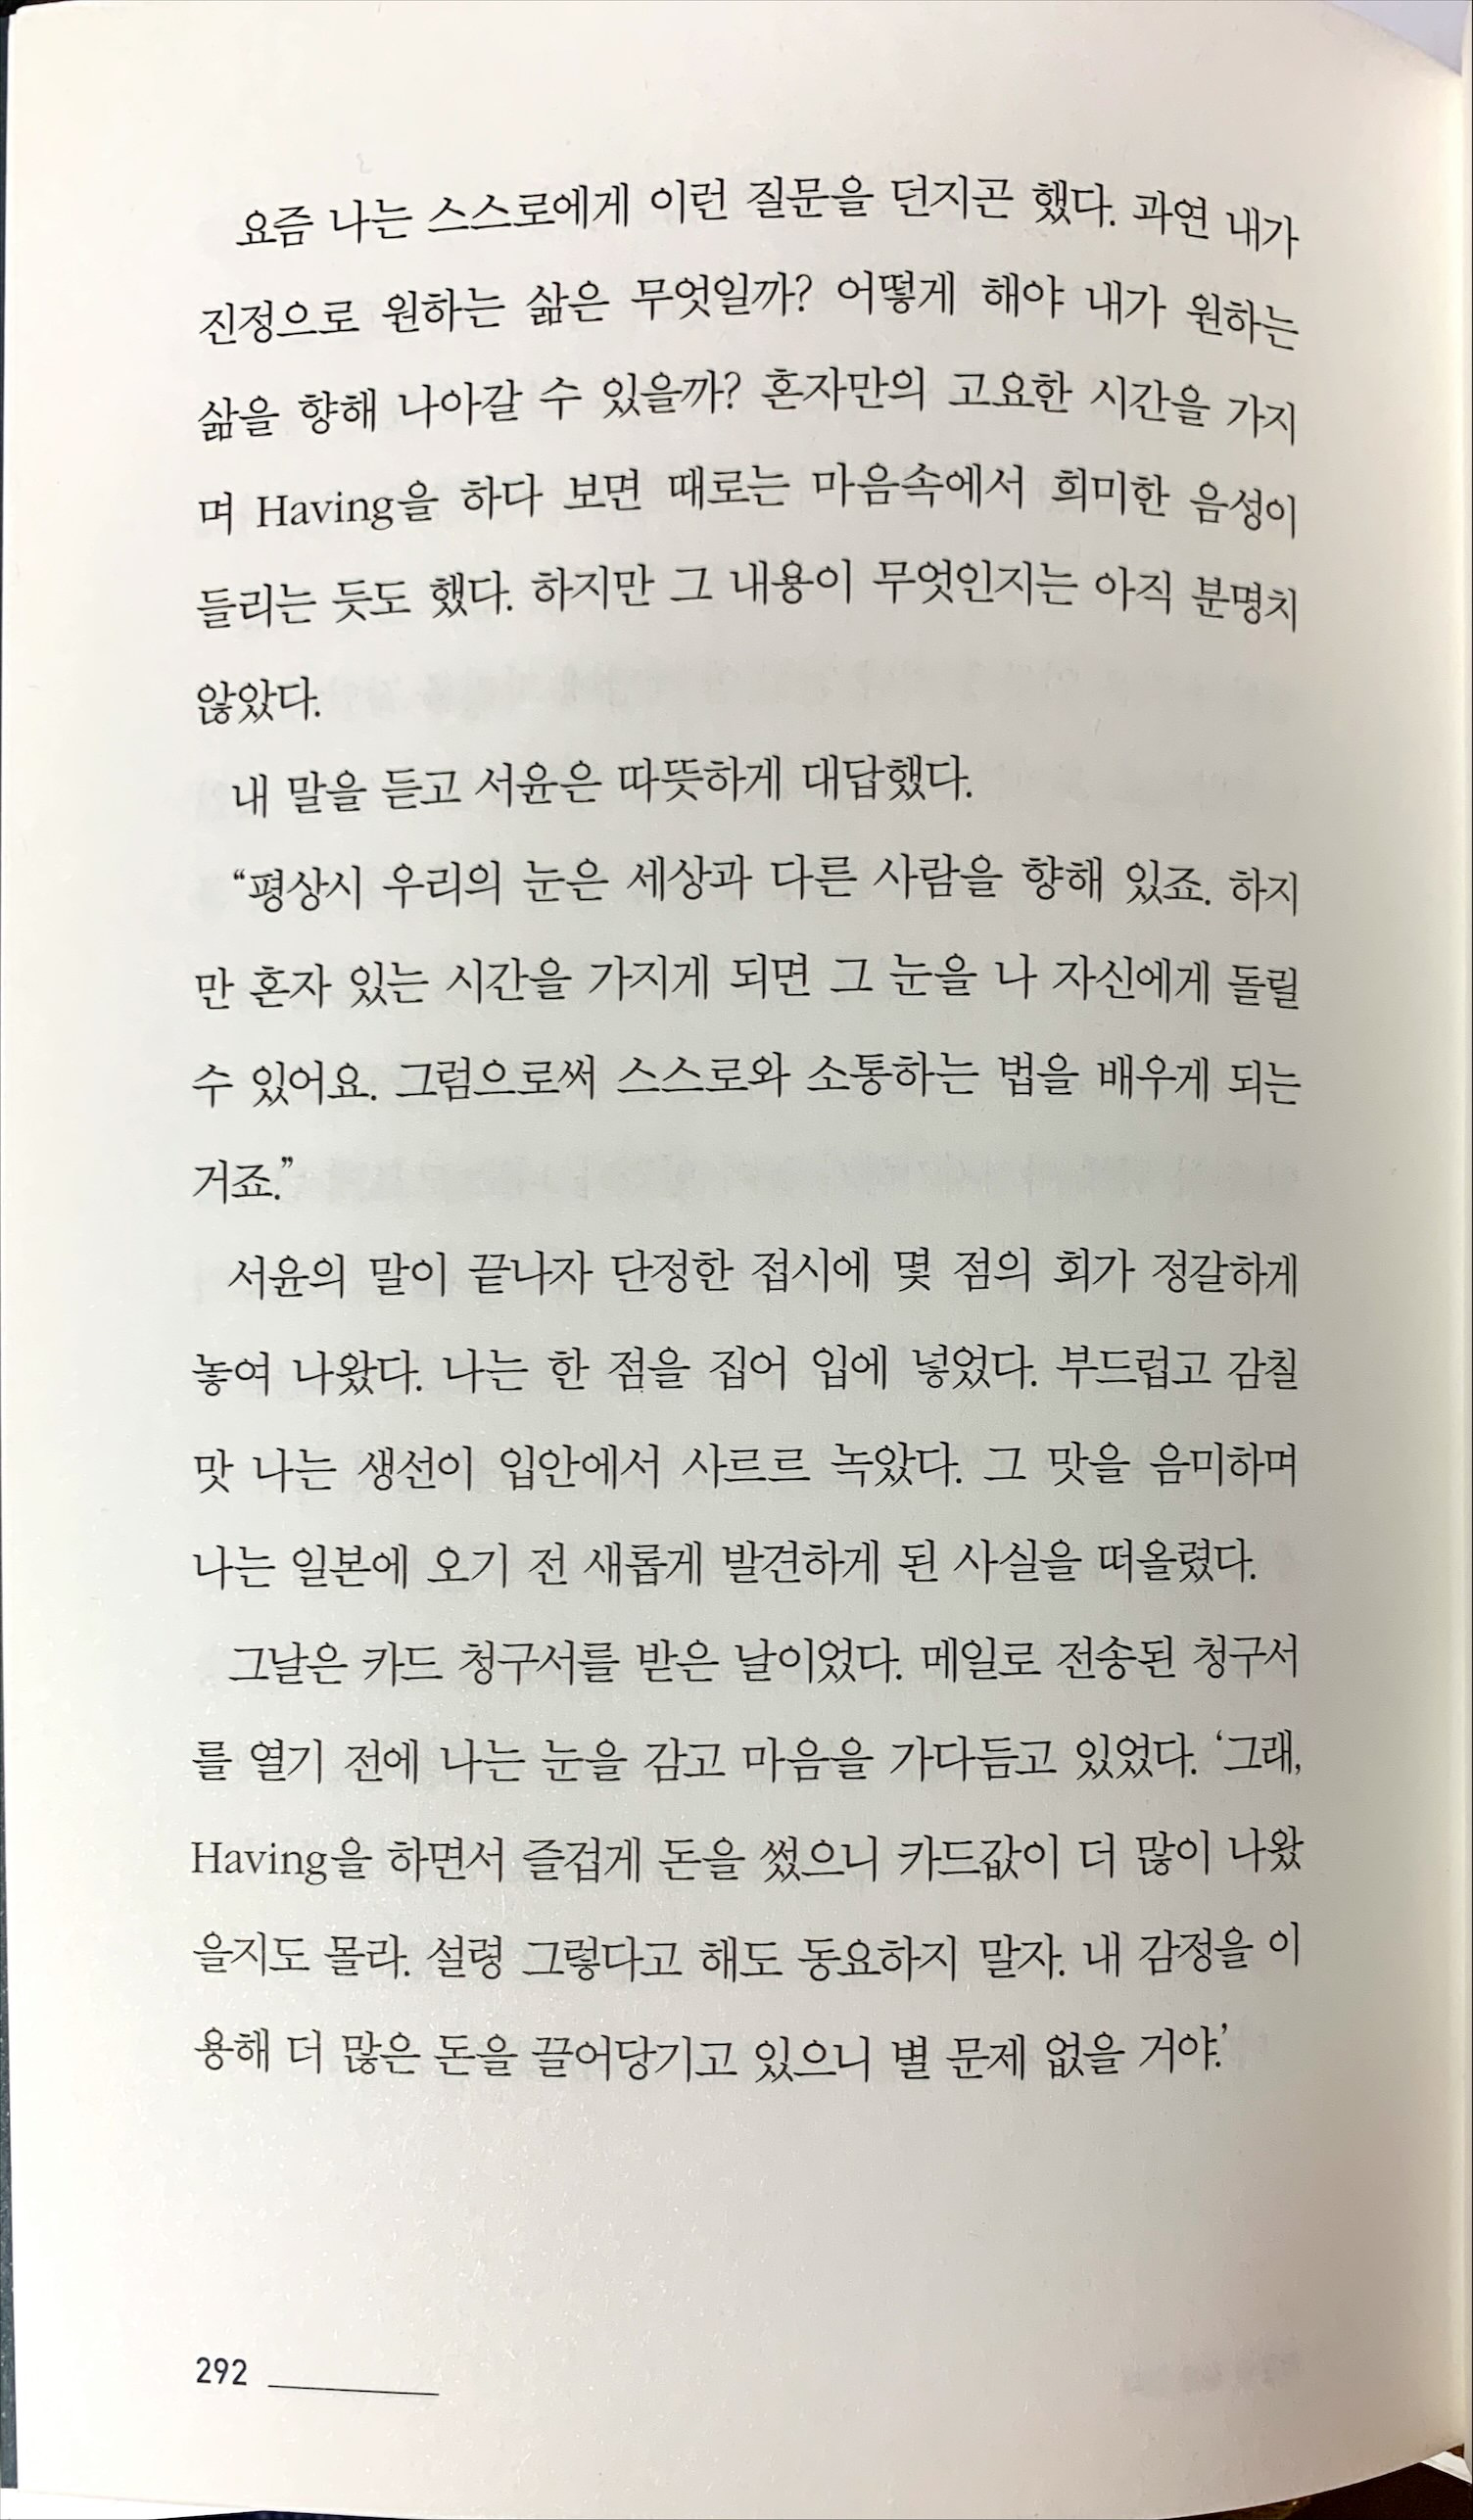 요즘 나는 스스로에게 이런 질문을 던지곤 했다. 과연 내가
진정으로 원하는 삶은 무엇일까? 어떻게 해야 내가 원하는
삶을 향해 나아갈 수 있을까? 혼자만의 고요한 시간을 가지
며 Having을 하다 보면 때로는 마음속에서 희미한 음성이
들리는 듯도 했다. 하지만 그 내용이 무엇인지는 아직 분명치
않았다.
내 말을 듣고 서윤은 따뜻하게 대답했다.
“평상시 우리의 눈은 세상과 다른 사람을 향해 있죠. 하지
만 혼자 있는 시간을 가지게 되면 그 눈을 나 자신에게 돌릴
수 있어요. 그럼으로써 스스로와 소통하는 법을 배우게 되는
거죠.”
서윤의 말이 끝나자 단정한 접시에 몇 점의 회가 정갈하게
놓여 나왔다. 나는 한 점을 집어 입에 넣었다. 부드럽고 감칠
맛 나는 생선이 입안에서 사르르 녹았다. 그 맛을 음미하며
나는 일본에 오기 전 새롭게 발견하게 된 사실을 떠올렸다.
그날은 카드 청구서를 받은 날이었다. 메일로 전송된 청구서
를 열기 전에 나는 눈을 감고 마음을 가다듬고 있었다. ‘그래,
Having을 하면서 즐겁게 돈을 썼으니 카드값이 더 많이 나왔
을지도 몰라. 설령 그렇다고 해도 동요하지 말자. 내 감정을 이
용해 더 많은 돈을 끌어당기고 있으니 별 문제 없을 거야.’
292